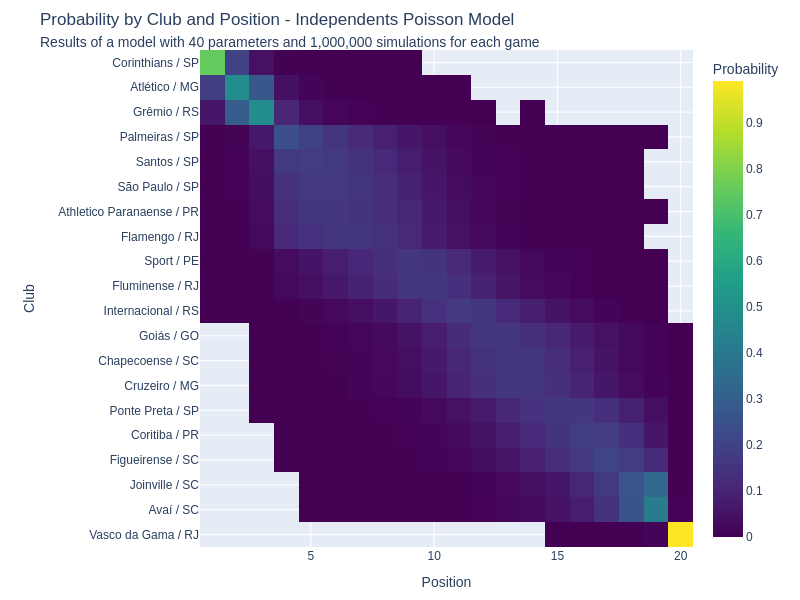 Probability by Club and Position - Independents Poisson Model
Results of a model with 40 parameters and 1,000,000 simulations for each game
Probability
Corinthians / SP
Atlético / MG
Grêmio / RS
Palmeiras / SP
Santos / SP
São Paulo / SP
Athletico Paranaense / PR
Flamengo / RJ
Sport / PE
Fluminense / RJ
Internacional / RS
Goiás / GO
Chapecoense / SC
Cruzeiro / MG
Ponte Preta / SP
Coritiba / PR
Figueirense / SC
Joinville / SC
Avaí / SC
Vasco da Gama / RJ
Club
5 10 15 20
Position
0.9
0.8
0.7
0.6
0.5
0.4
0.3
0.2
0.1
0